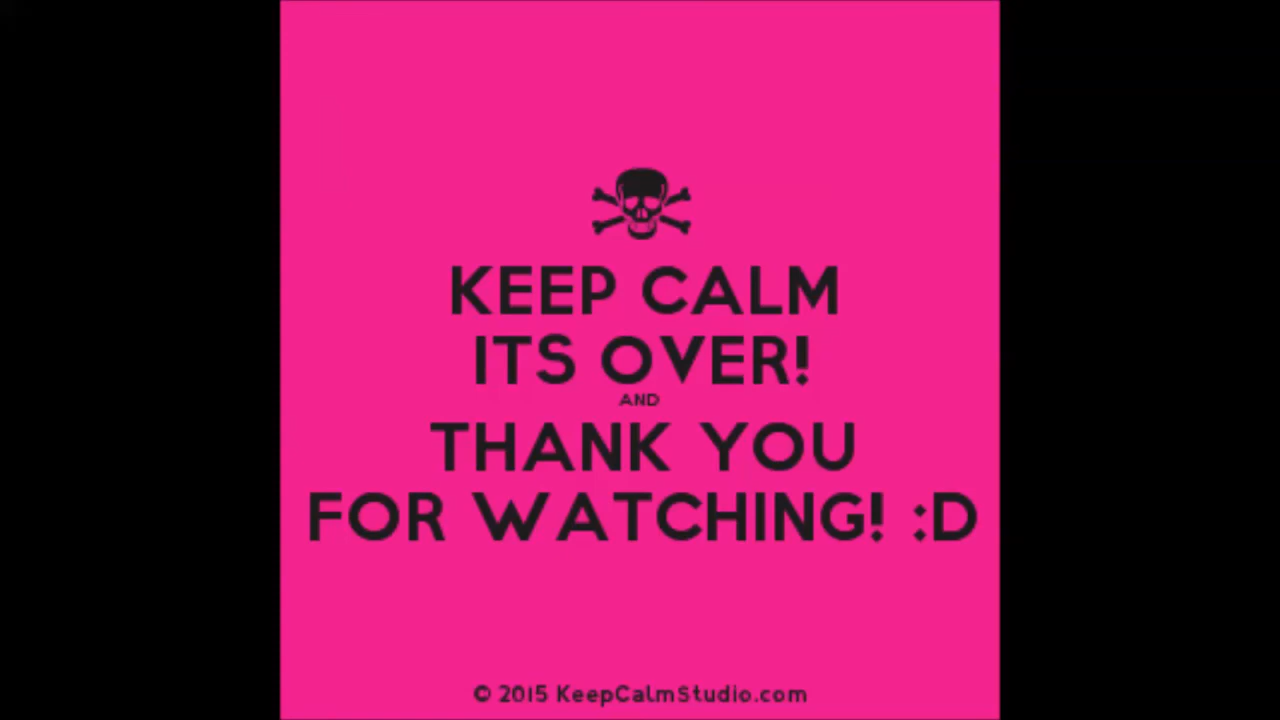 KEEP CALM
ITS OVER!
AND
THANK YOU
FOR WATCHING! :D
© 2015 KeepCalmStudio.com